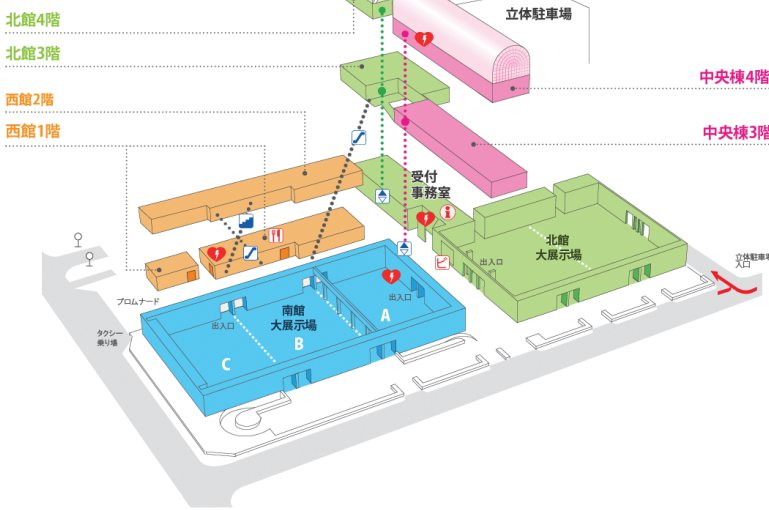 北館4階
立体駐車場
北館3階
西館2階
中央棟4階
西館1階
中央棟3階
受付
事務室
北館
大展示場
出入口
立体駐車場
入口
プロムナード
タクシー
乗り場
出入口
南館
大展示場
出入口
A
B
C